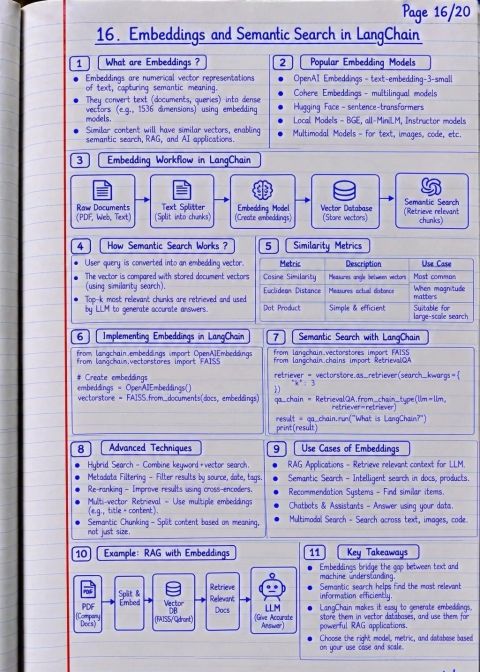 Page 16/20
16. Embeddings and Semantic Search in LangChain
1 What are Embeddings ?
• Embeddings are numerical vector representations
of text, capturing semantic meaning.
• They convert text (documents, queries) into dense
vectors (e.g., 1536 dimensions) using embedding
models.
• Similar content will have similar vectors, enabling
semantic search, RAG, and AI applications.
2 Popular Embedding Models
• OpenAI Embeddings - text-embedding-3-small
• Cohere Embeddings - multilingual models
• Hugging Face - sentence-transformers
• Local Models - BGE, all-MiniLM, Instructor models
• Multimodal Models - for text, images, code, etc.
3 Embedding Workflow in LangChain
Raw Documents
(PDF, Web, Text)
Text Splitter
(Split into chunks)
Embedding Model
(Create embeddings)
Vector Database
(Store vectors)
Semantic Search
(Retrieve relevant
chunks)
4 How Semantic Search Works ?
• User query is converted into an embedding vector.
• The vector is compared with stored document vectors
(using similarity search).
• Top-k most relevant chunks are retrieved and used
by LLM to generate accurate answers.
5 Similarity Metrics
Metric Description Use Case
Cosine Similarity Measures angle between vectors Most common
Euclidean Distance Measures actual distance When magnitude
matters
Dot Product Simple & efficient Suitable for
large-scale search
6 Implementing Embeddings in LangChain
from langchain.embeddings import OpenAIEmbeddings
from langchain.vectorstores import FAISS
# Create embeddings
embeddings = OpenAIEmbeddings()
vectorstore = FAISS.from_documents(docs, embeddings)
7 Semantic Search with LangChain
from langchain.vectorstores import FAISS
from langchain.chains import RetrievalQA
retriever = vectorstore.as_retriever(search_kwargs={
"k": 3
})
qa_chain = RetrievalQA.from_chain_type(llm=llm,
retriever=retriever)
result = qa_chain.run("What is LangChain?")
print(result)
8 Advanced Techniques
• Hybrid Search - Combine keyword+vector search.
• Metadata Filtering - Filter results by source, date, tags.
• Re-ranking - Improve results using cross-encoders.
• Multi-vector Retrieval - Use multiple embeddings
(e.g., title + content).
• Semantic Chunking - Split content based on meaning,
not just size.
9 Use Cases of Embeddings
• RAG Applications - Retrieve relevant context for LLM.
• Semantic Search - Intelligent search in docs, products.
• Recommendation Systems - Find similar items.
• Chatbots & Assistants - Answer using your data.
• Multimodal Search - Search across text, images, code.
10 Example: RAG with Embeddings
PDF
PDF
(Company
Docs)
Split &
Embed
Vector
DB
(FAISS/Qdrant)
Retrieve
Relevant
Docs
LLM
(Give Accurate
Answer)
11 Key Takeaways
• Embeddings bridge the gap between text and
machine understanding.
• Semantic search helps find the most relevant
information efficiently.
• LangChain makes it easy to generate embeddings,
store them in vector databases, and use them for
powerful RAG applications.
• Choose the right model, metric, and database based
on your use case and scale.